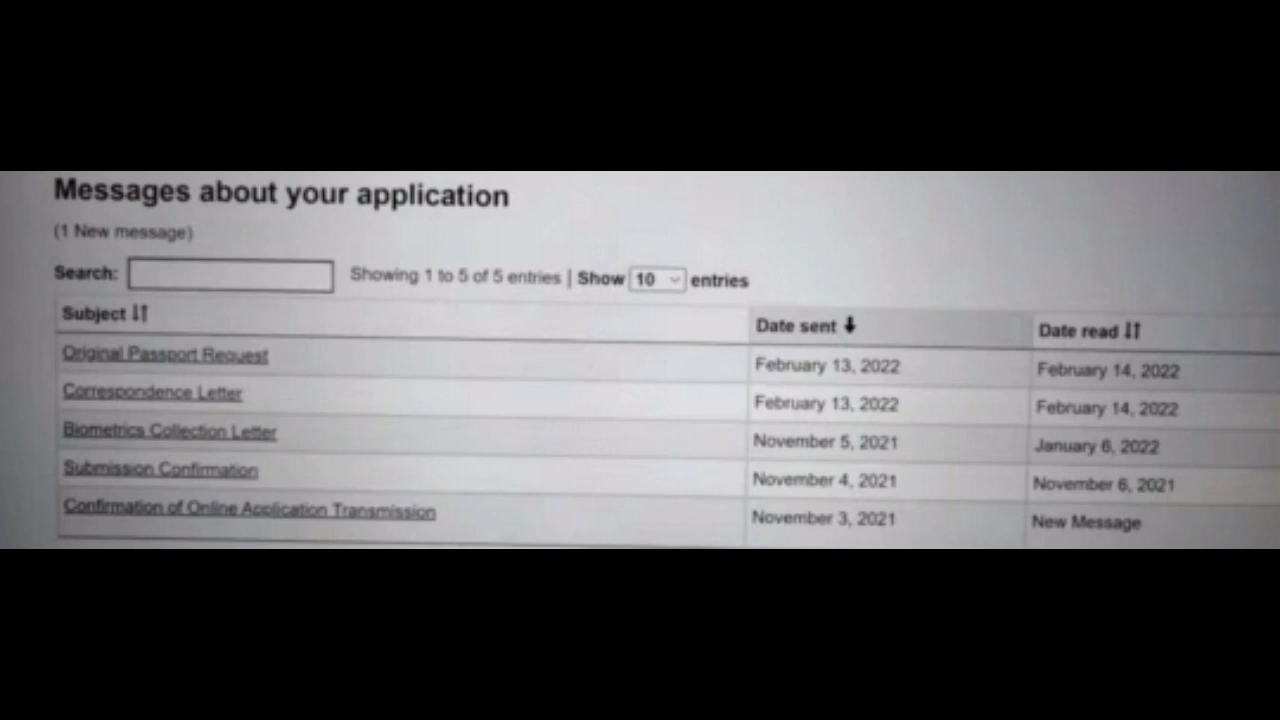 Messages about your application
(1 New message)
Search: Showing 1 to 5 of 5 entries | Show 10 entries
Subject ↓↑ Date sent ↓ Date read ↓↑
Original Passport Request February 13, 2022 February 14, 2022
Correspondence Letter February 13, 2022 February 14, 2022
Biometrics Collection Letter November 5, 2021 January 6, 2022
Submission Confirmation November 4, 2021 November 6, 2021
Confirmation of Online Application Transmission November 3, 2021 New Message